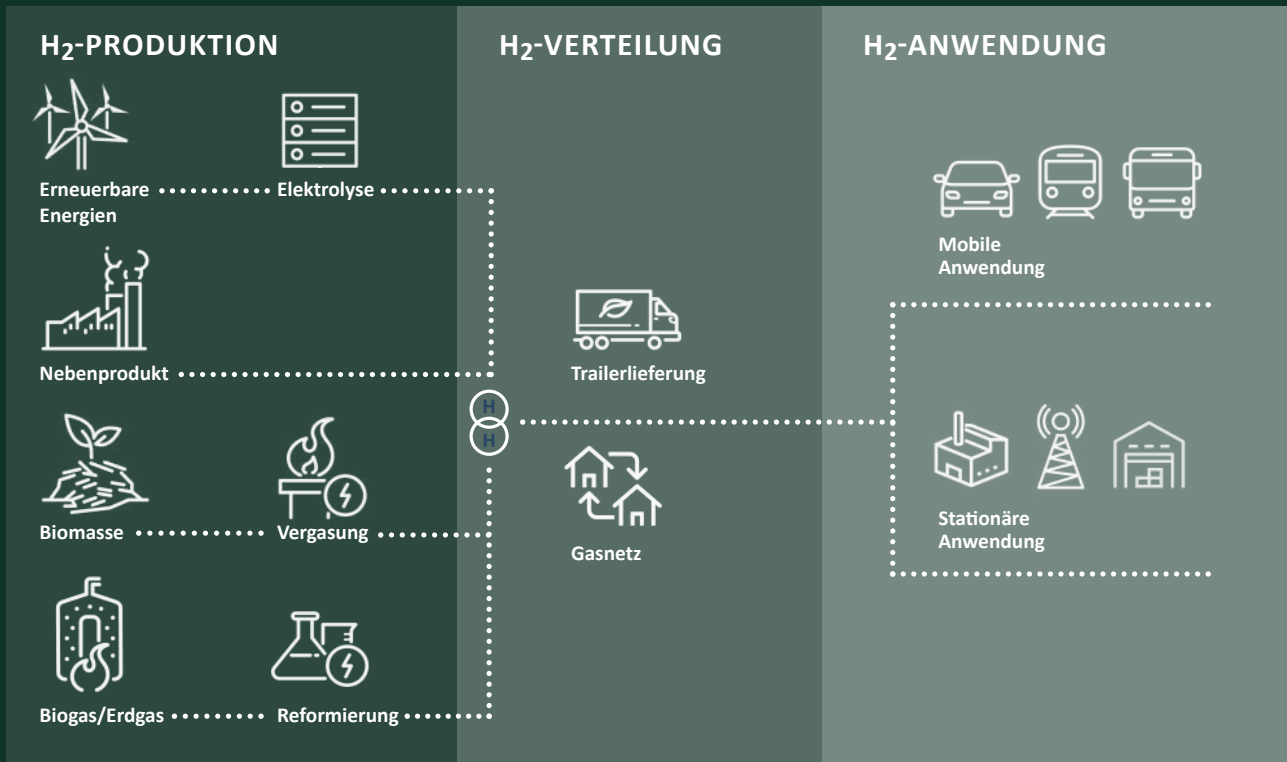 H₂-PRODUKTION
Erneuerbare
Energien
Elektrolyse
Nebenprodukt
Biomasse
Vergasung
Biogas/Erdgas
Reformierung
H₂-VERTEILUNG
H
H
Trailerlieferung
Gasnetz
H₂-ANWENDUNG
Mobile
Anwendung
Stationäre
Anwendung